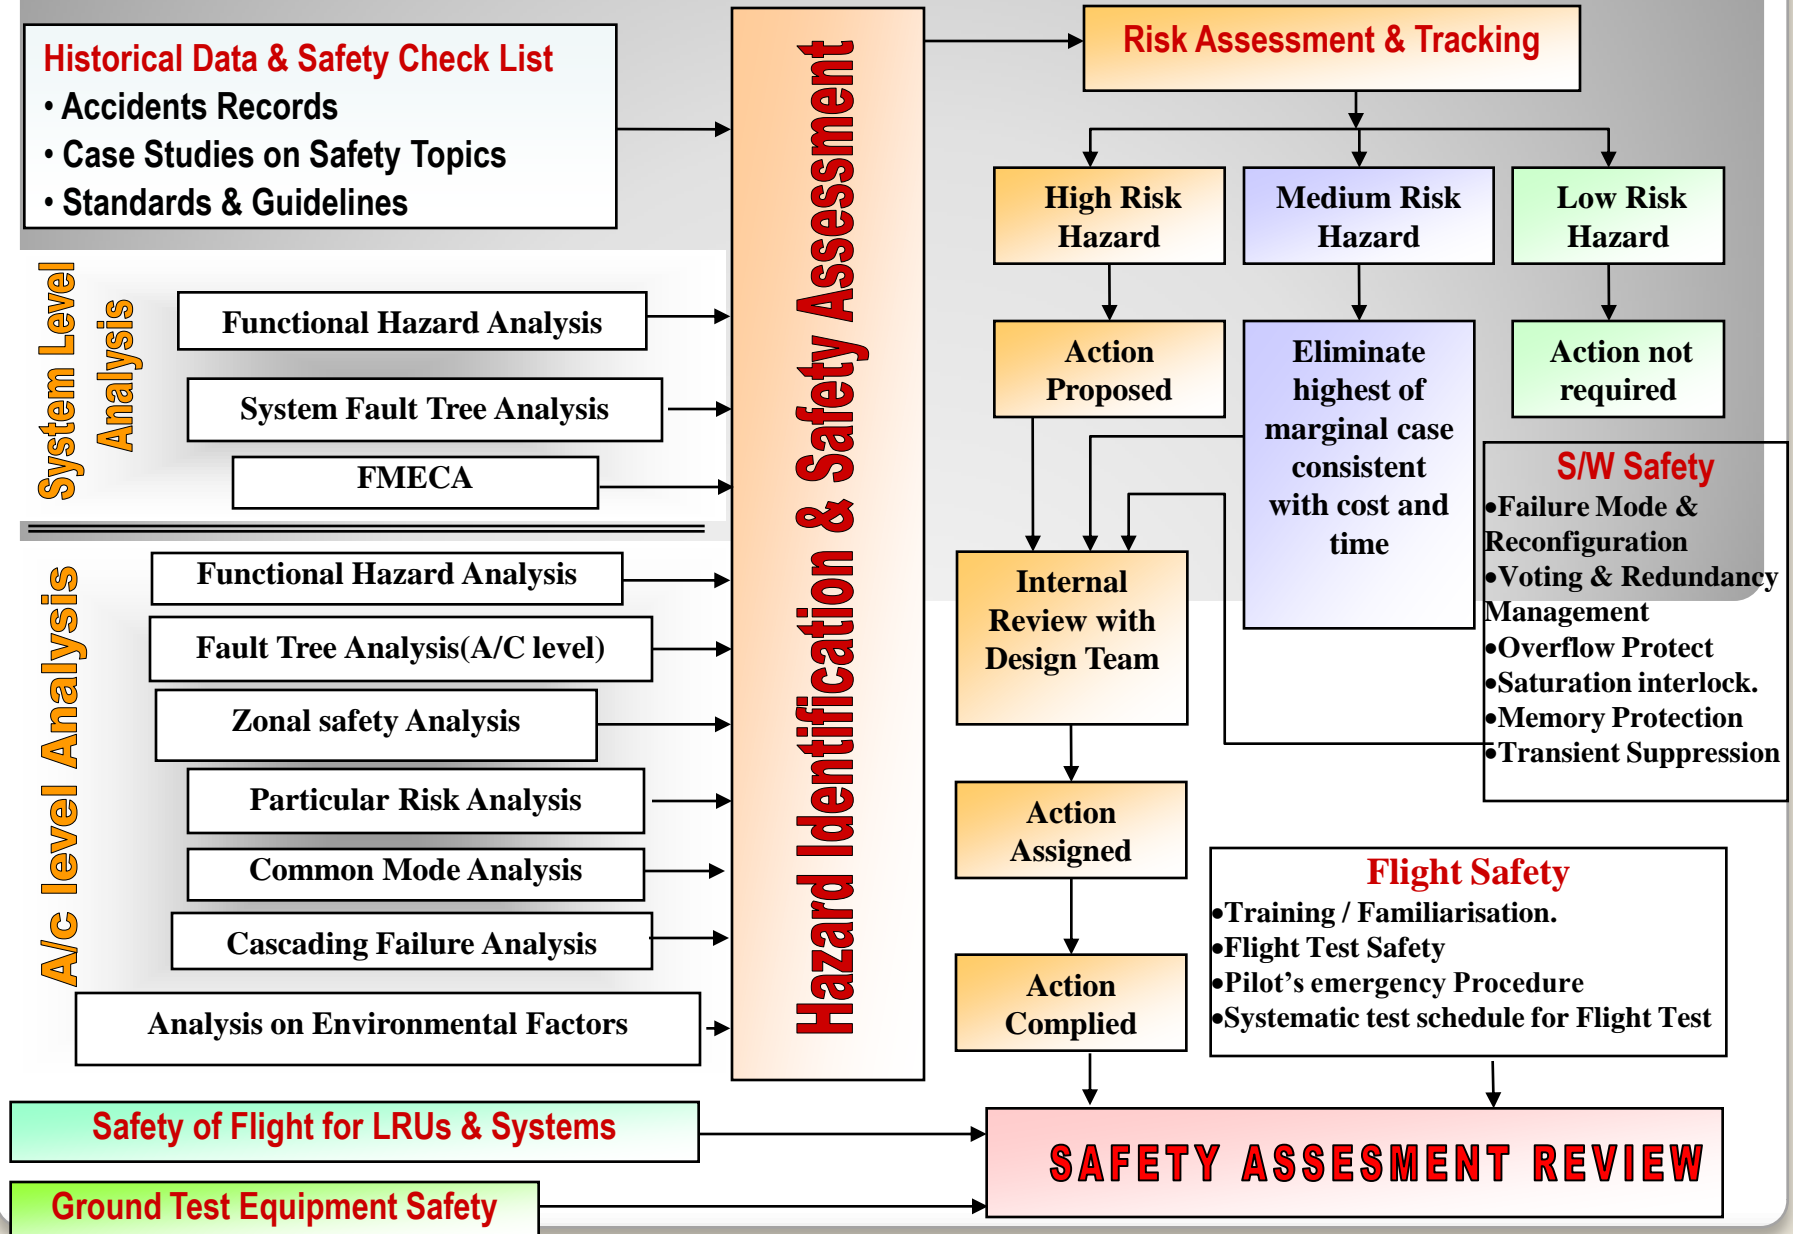 Historical Data & Safety Check List
• Accidents Records
• Case Studies on Safety Topics
• Standards & Guidelines
System Level
Analysis
Functional Hazard Analysis
System Fault Tree Analysis
FMECA
A/c level Analysis
Functional Hazard Analysis
Fault Tree Analysis(A/C level)
Zonal safety Analysis
Particular Risk Analysis
Common Mode Analysis
Cascading Failure Analysis
Analysis on Environmental Factors
Safety of Flight for LRUs & Systems
Ground Test Equipment Safety
Hazard Identification & Safety Assessment
Risk Assessment & Tracking
High Risk
Hazard
Medium Risk
Hazard
Low Risk
Hazard
Action
Proposed
Eliminate
highest of
marginal case
consistent
with cost and
time
Action not
required
S/W Safety
•Failure Mode &
Reconfiguration
•Voting & Redundancy
Management
•Overflow Protect
•Saturation interlock.
•Memory Protection
•Transient Suppression
Internal
Review with
Design Team
Action
Assigned
Action
Complied
Flight Safety
•Training / Familiarisation.
•Flight Test Safety
•Pilot’s emergency Procedure
•Systematic test schedule for Flight Test
SAFETY ASSESMENT REVIEW